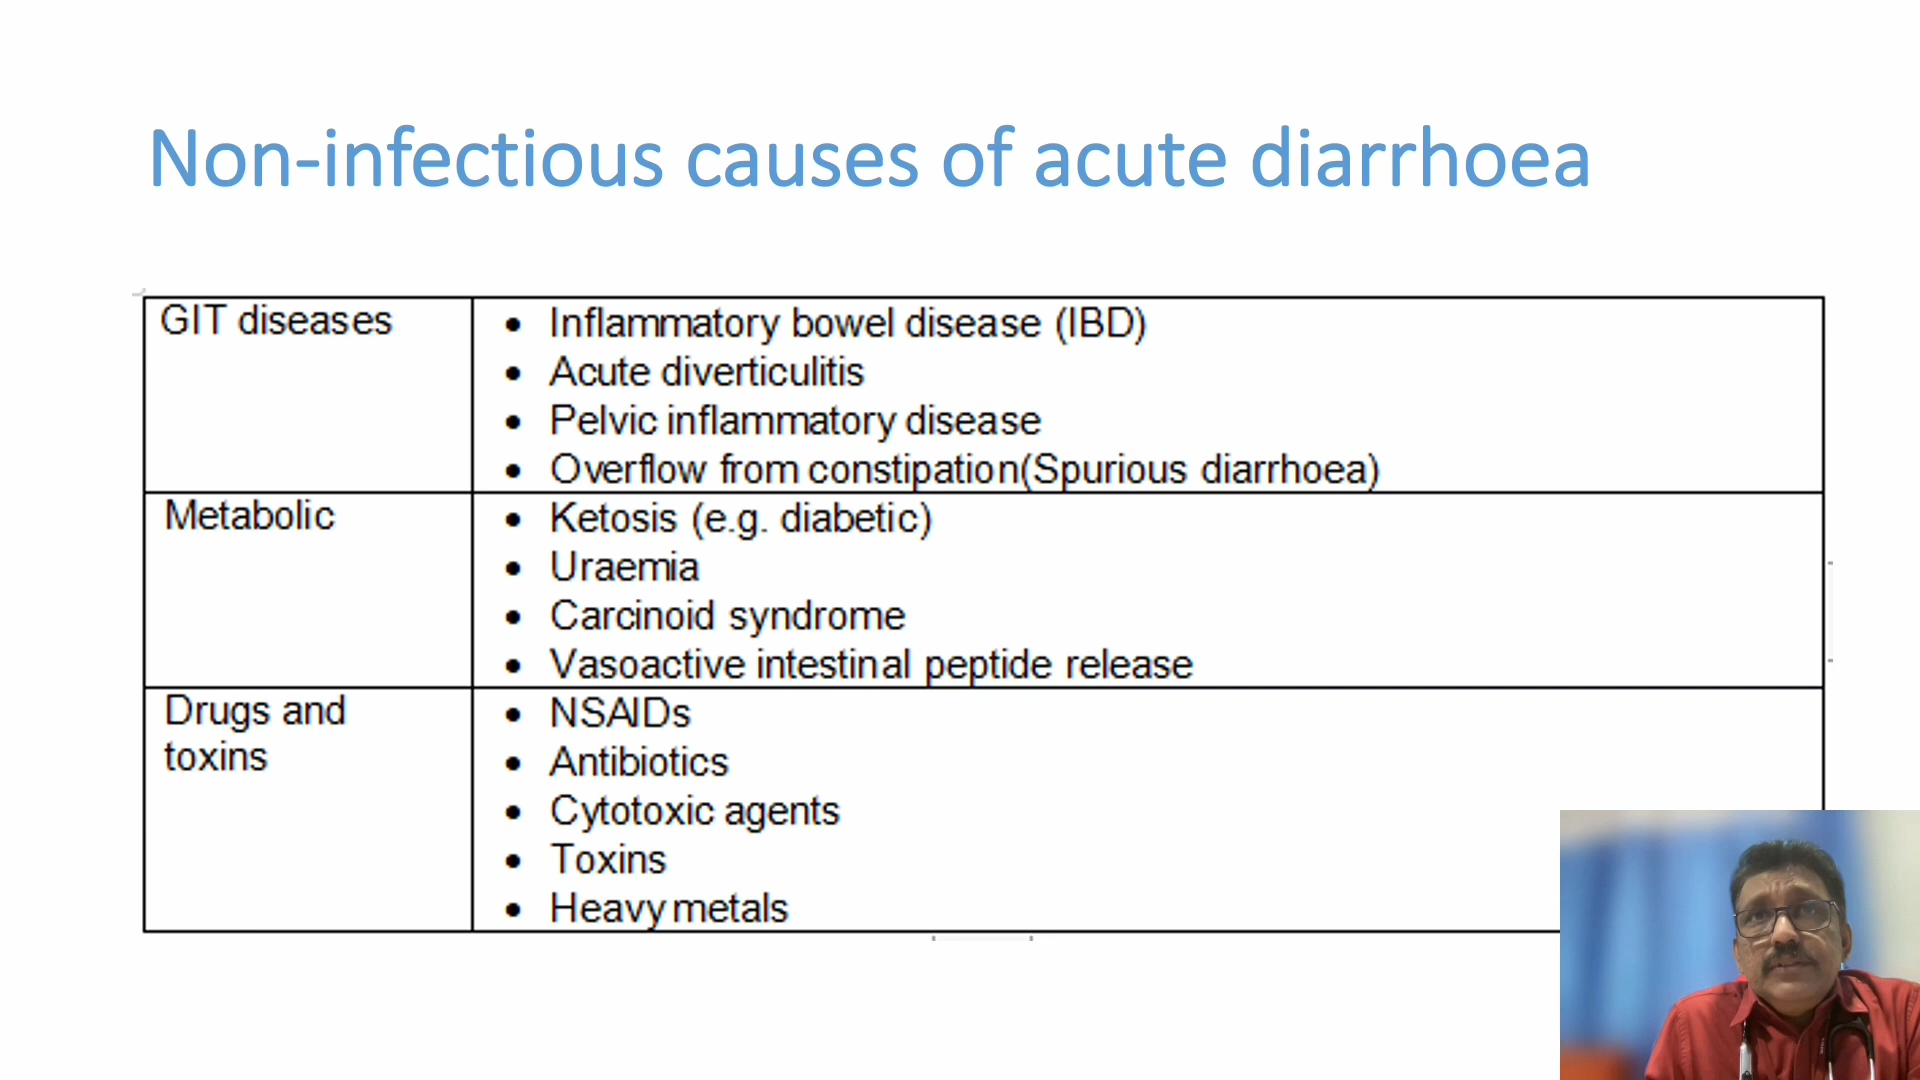 Non-infectious causes of acute diarrhoea
GIT diseases
• Inflammatory bowel disease (IBD)
• Acute diverticulitis
• Pelvic inflammatory disease
• Overflow from constipation(Spurious diarrhoea)
Metabolic
• Ketosis (e.g. diabetic)
• Uraemia
• Carcinoid syndrome
• Vasoactive intestinal peptide release
Drugs and
toxins
• NSAIDs
• Antibiotics
• Cytotoxic agents
• Toxins
• Heavy metals